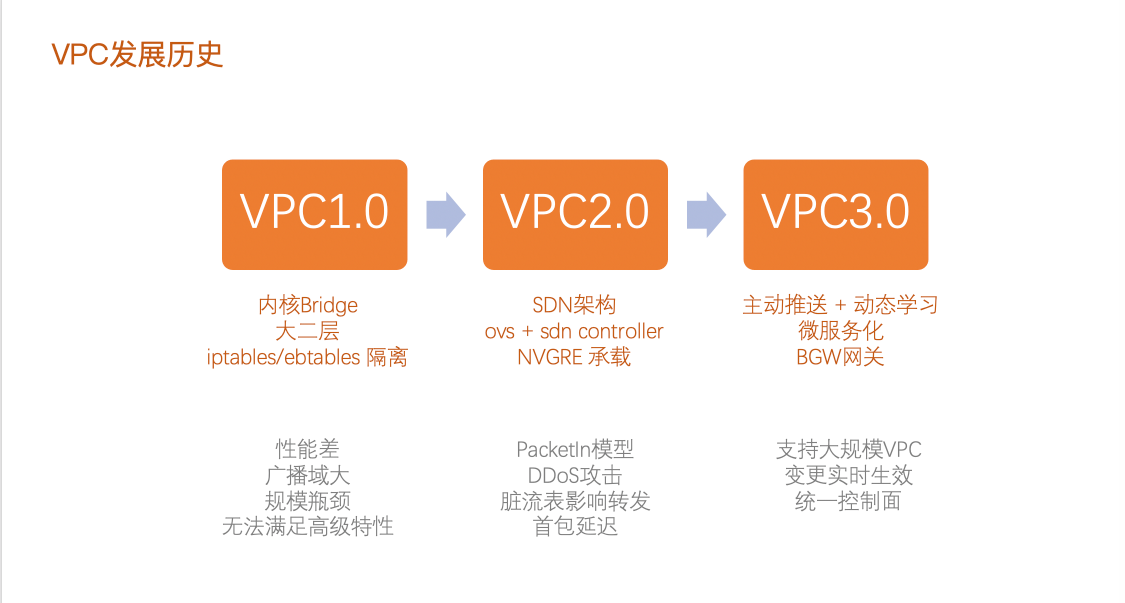 VPC发展历史
VPC1.0
VPC2.0
VPC3.0
内核Bridge
大二层
iptables/ebtables 隔离
SDN架构
ovs + sdn controller
NVGRE 承载
主动推送 + 动态学习
微服务化
BGW网关
性能差
广播域大
规模瓶颈
无法满足高级特性
PacketIn模型
DDoS攻击
脏流表影响转发
首包延迟
支持大规模VPC
变更实时生效
统一控制面